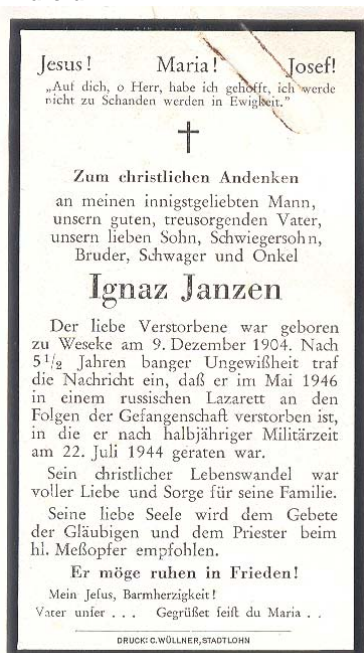 Jesus! Maria! Josef!
„Auf dich, o Herr, habe ich gehofft, ich werde
nicht zu Schanden werden in Ewigkeit."
Zum christlichen Andenken
an meinen innigstgeliebten Mann,
unsern guten, treusorgenden Vater,
unsern lieben Sohn, Schwiegersohn,
Bruder, Schwager und Onkel
Ignaz Janzen
Der liebe Verstorbene war geboren
zu Weseke am 9. Dezember 1904. Nach
5 1/2 Jahren banger Ungewißheit traf
die Nachricht ein, daß er im Mai 1946
in einem russischen Lazarett an den
Folgen der Gefangenschaft verstorben ist,
in die er nach halbjähriger Militärzeit
am 22. Juli 1944 geraten war.
Sein christlicher Lebenswandel war
voller Liebe und Sorge für seine Familie.
Seine liebe Seele wird dem Gebete
der Gläubigen und dem Priester beim
hl. Meßopfer empfohlen.
Er möge ruhen in Frieden!
Mein Jesus, Barmherzigkeit!
Vater unser . . . Gegrüßet seist du Maria . .
DRUCK: C. WÜLLNER, STADTLOHN